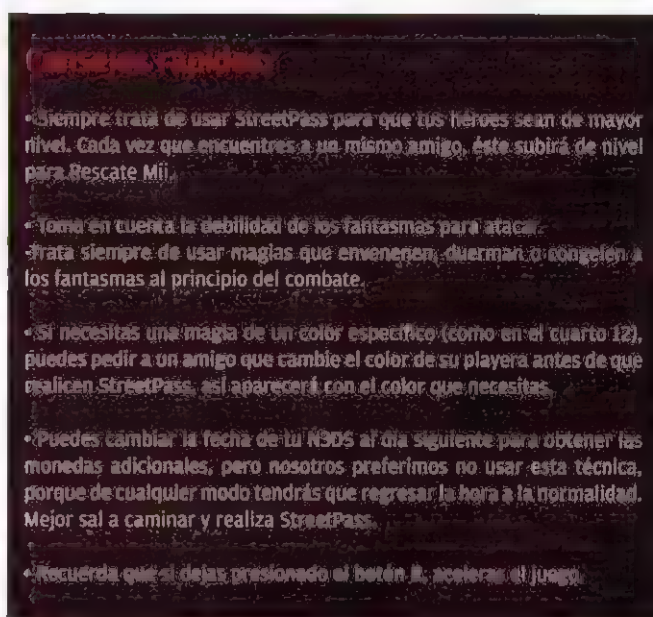 • Siempre trata de usar StreetPass para que tus héroes sean de mayor
nivel. Cada vez que encuentres a un mismo amigo, éste subirá de nivel
para Rescate Mii.
• Toma en cuenta la debilidad de los fantasmas para atacar.
-Trata siempre de usar magias que envenenen, duerman o congelen a
los fantasmas al principio del combate.
• Si necesitas una magia de un color específico (como en el cuarto 12),
puedes pedir a un amigo que cambie el color de su playera antes de que
realicen StreetPass, así aparecerá con el color que necesitas.
• Puedes cambiar la fecha de tu N3DS al día siguiente para obtener las
monedas adicionales, pero nosotros preferimos no usar esta técnica,
porque de cualquier modo tendrás que regresar la hora a la normalidad.
Mejor sal a caminar y realiza StreetPass.
• Recuerda que si dejas presionado el botón